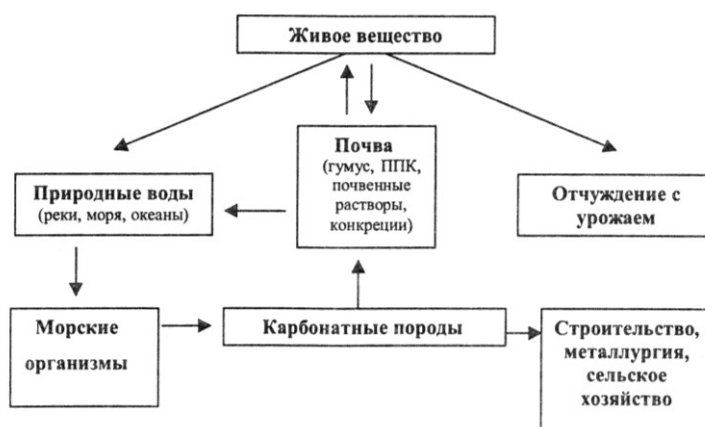 Живое вещество
Почва
(гумус, ППК,
почвенные
растворы,
конкреции)
Природные воды
(реки, моря, океаны)
Отчуждение с
урожаем
Морские
организмы
Карбонатные породы
Строительство,
металлургия,
сельское
хозяйство